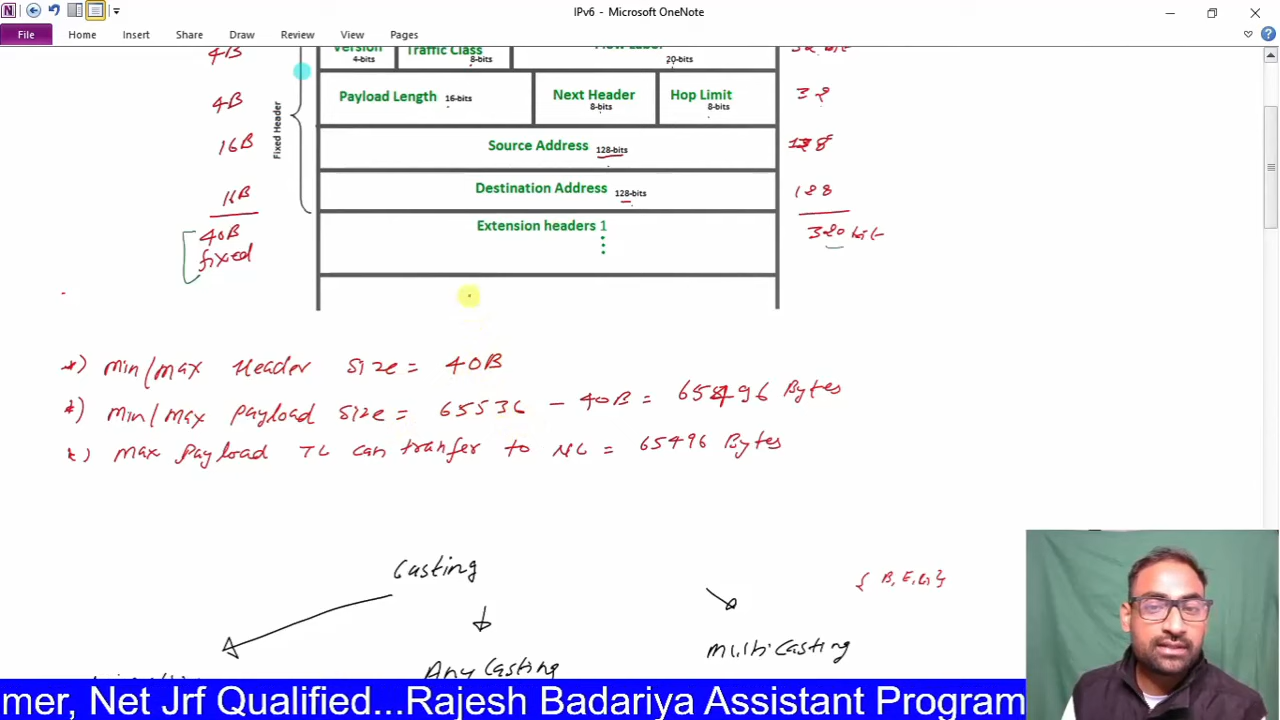 IPv6 - Microsoft OneNote
File Home Insert Share Draw Review Pages
4B Version Traffic Class 32 bit
4-bits 8-bits 20-bits
4B Payload Length 16-bits Next Header Hop Limit 32
8-bits 8-bits
Fixed Header
16B Source Address 128-bits 128
16B Destination Address 128-bits 128
40B Extension headers 1 320 bit
fixed
*) Min/max Header size = 40B
*) Min/max payload size = 65536 - 40B = 65496 Bytes
*) max payload TL can tranfer to NL = 65496 Bytes
Casting
{ B, E, G }
Any Casting Multicasting
mer, Net Jrf Qualified...Rajesh Badariya Assistant Program